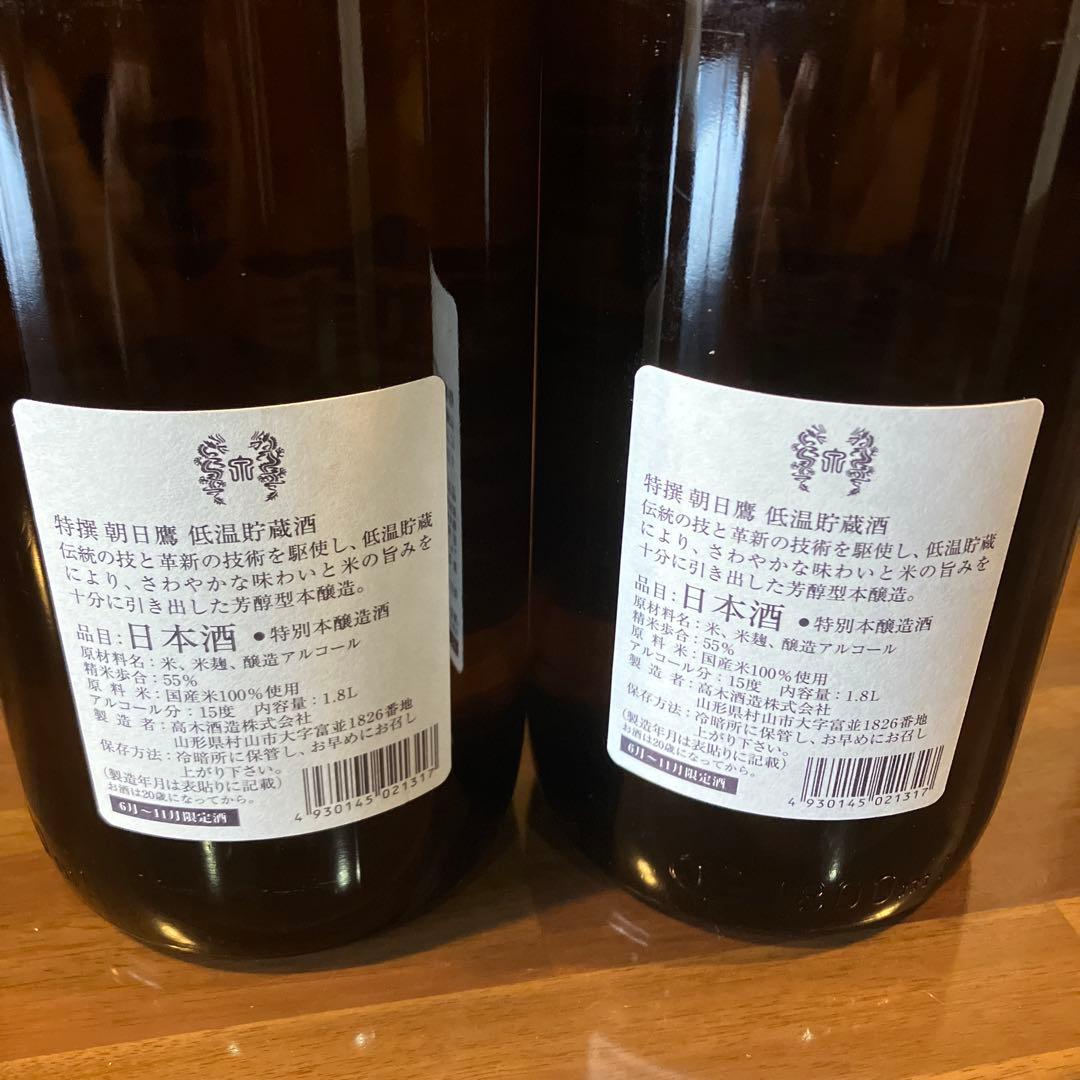 特撰 朝日鷹 低温貯蔵酒
伝統の技と革新の技術を駆使し、低温貯蔵
により、さわやかな味わいと米の旨みを
十分に引き出した芳醇型本醸造。
品目:日本酒 ●特別本醸造酒
原材料名:米、米麹、醸造アルコール
精米歩合:55%
原料米:国産米100%使用
アルコール分:15度 内容量:1.8L
製造者:高木酒造株式会社
山形県村山市大字富並1826番地
保存方法:冷暗所に保管し、お早めにお召し
上がり下さい。
(製造年月は表貼りに記載)
お酒は20歳になってから。
6月~11月限定酒
4 930145 021317
特撰 朝日鷹 低温貯蔵酒
伝統の技と革新の技術を駆使し、低温貯蔵
により、さわやかな味わいと米の旨みを
十分に引き出した芳醇型本醸造。
品目:日本酒 ●特別本醸造酒
原材料名:米、米麹、醸造アルコール
精米歩合:55%
原料米:国産米100%使用
アルコール分:15度 内容量:1.8L
製造者:高木酒造株式会社
山形県村山市大字富並1826番地
保存方法:冷暗所に保管し、お早めにお召し
上がり下さい。
(製造年月は表貼りに記載)
お酒は20歳になってから。
6月~11月限定酒
4 930145 021317